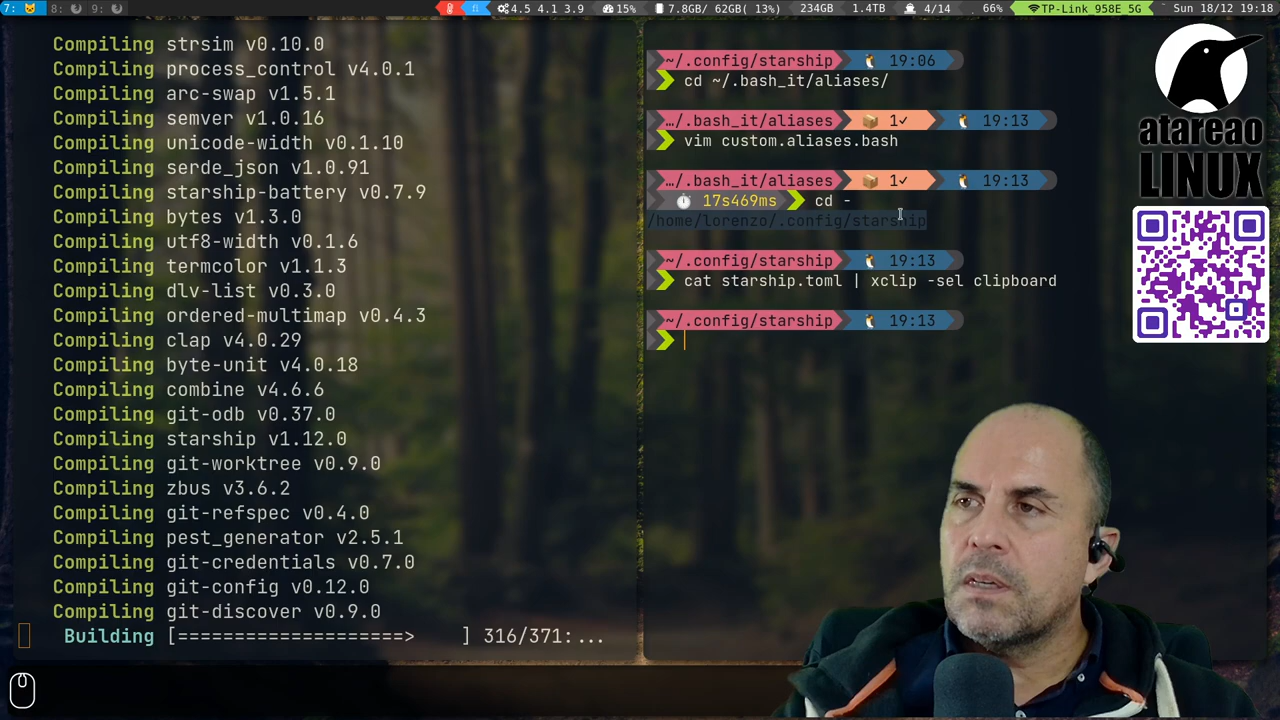 7: 8: 9: 4.5 4.1 3.9 15% 7.8GB/ 62GB( 13%) 234GB 1.4TB 4/14 66% TP-Link 958E 5G Sun 18/12 19:18
Compiling strsim v0.10.0
Compiling process_control v4.0.1
Compiling arc-swap v1.5.1
Compiling semver v1.0.16
Compiling unicode-width v0.1.10
Compiling serde_json v1.0.91
Compiling starship-battery v0.7.9
Compiling bytes v1.3.0
Compiling utf8-width v0.1.6
Compiling termcolor v1.1.3
Compiling dlv-list v0.3.0
Compiling ordered-multimap v0.4.3
Compiling clap v4.0.29
Compiling byte-unit v4.0.18
Compiling combine v4.6.6
Compiling git-odb v0.37.0
Compiling starship v1.12.0
Compiling git-worktree v0.9.0
Compiling zbus v3.6.2
Compiling git-refspec v0.4.0
Compiling pest_generator v2.5.1
Compiling git-credentials v0.7.0
Compiling git-config v0.12.0
Compiling git-discover v0.9.0
Building [====================>    ] 316/371:...
~/.config/starship 19:06
cd ~/.bash_it/aliases/
…/.bash_it/aliases 1✓ 19:13
vim custom.aliases.bash
…/.bash_it/aliases 1✓ 19:13
17s469ms cd -
/home/lorenzo/.config/starship
~/.config/starship 19:13
cat starship.toml | xclip -sel clipboard
~/.config/starship 19:13
atareao
LINUX